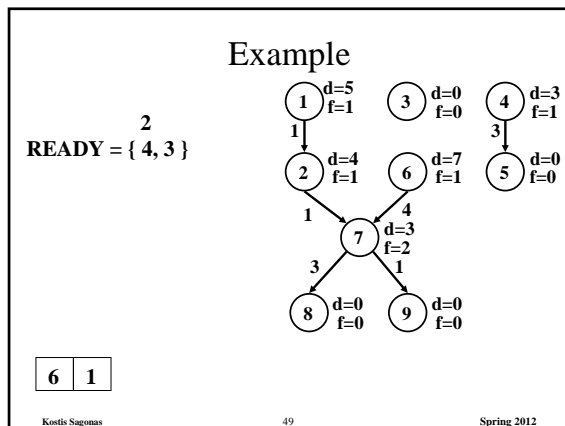 Example
2
READY = { 4, 3 }
1 d=5 f=1
3 d=0 f=0
4 d=3 f=1
1
3
2 d=4 f=1
6 d=7 f=1
5 d=0 f=0
1
4
7 d=3 f=2
3
1
8 d=0 f=0
9 d=0 f=0
6 1
Kostis Sagonas 49 Spring 2012